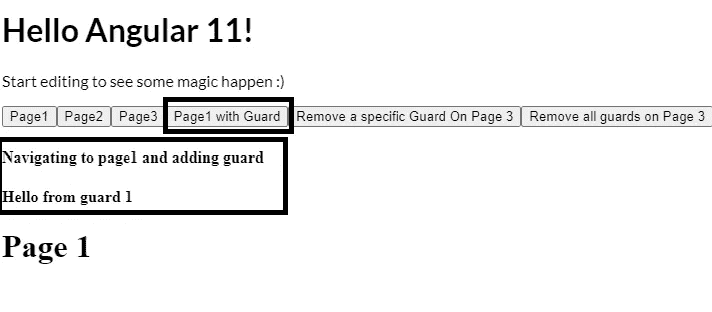 Hello Angular 11!
Start editing to see some magic happen :)
Page1 Page2 Page3 Page1 with Guard Remove a specific Guard On Page 3 Remove all guards on Page 3
Navigating to page1 and adding guard
Hello from guard 1
Page 1